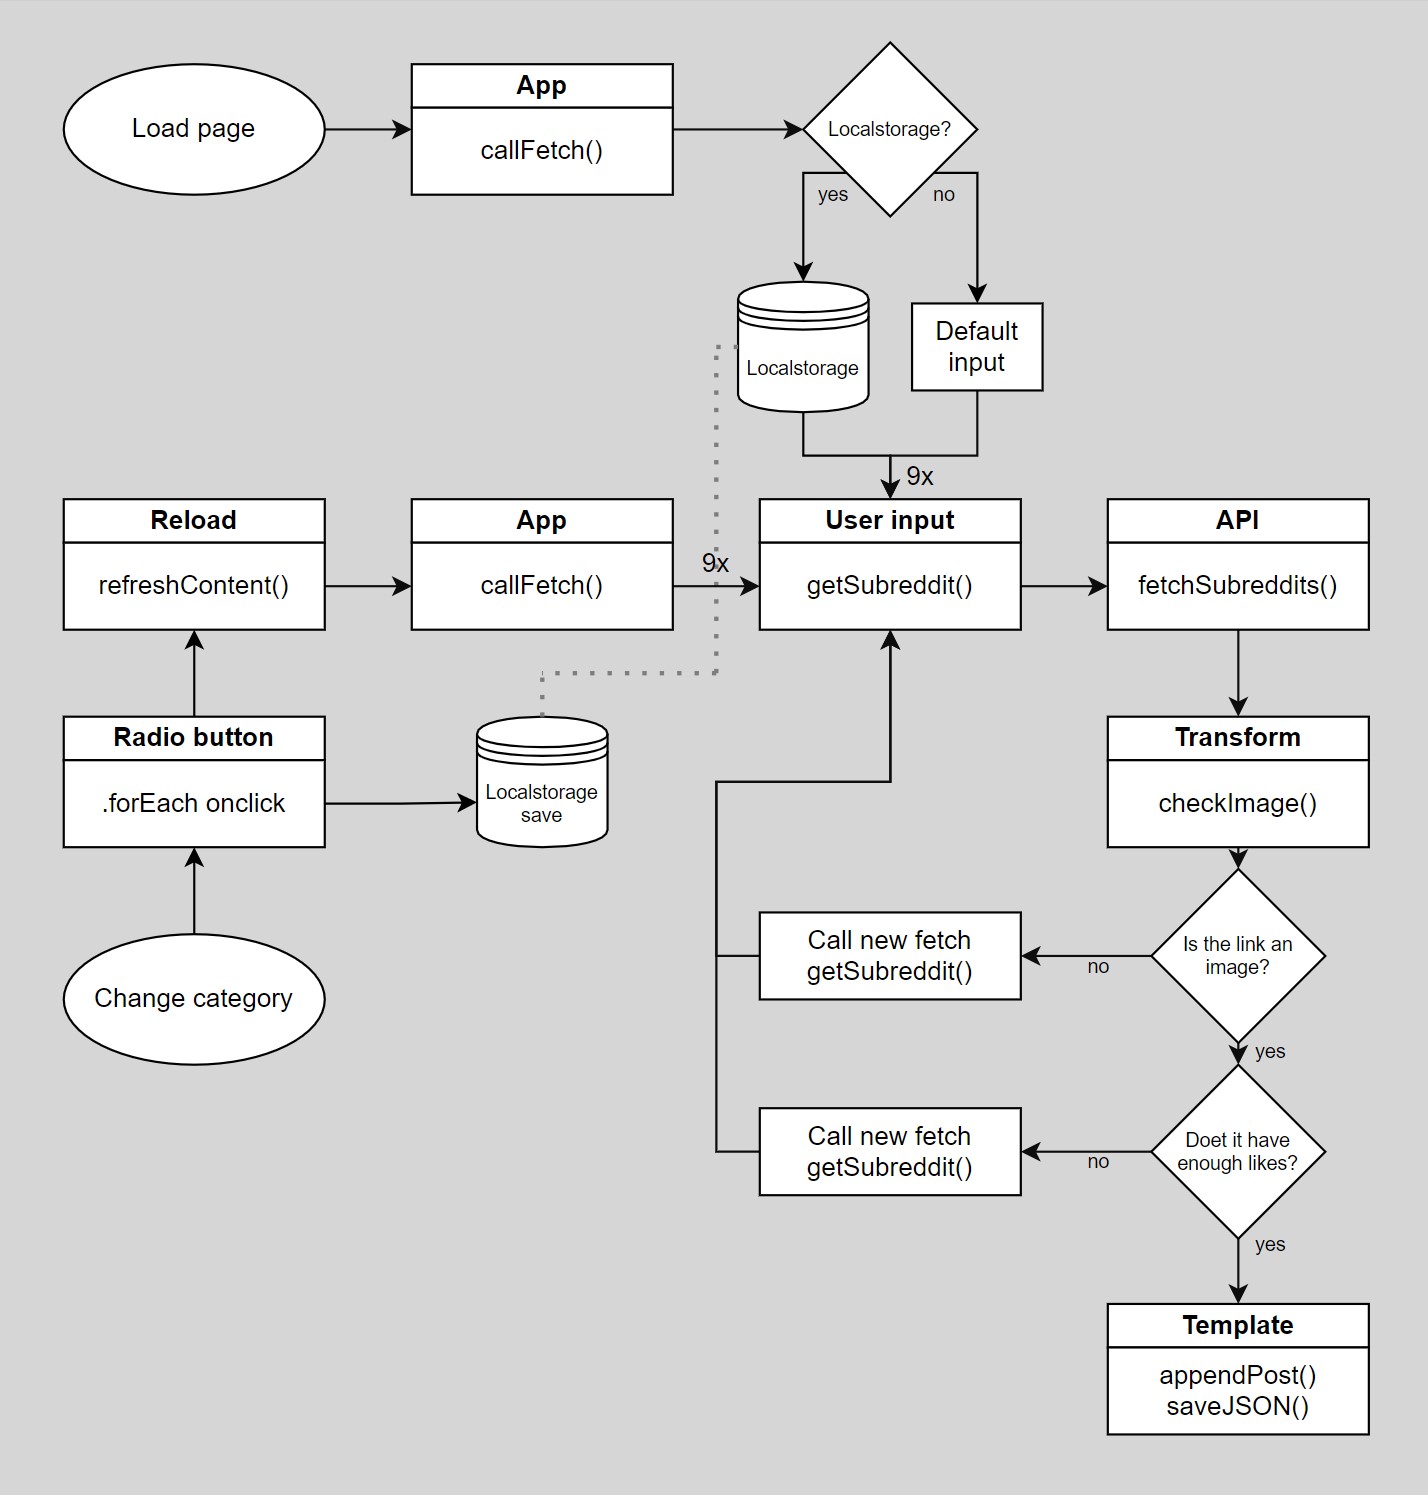 Load page
App
callFetch()
Localstorage?
yes
no
Localstorage
Default
input
9x
Reload
refreshContent()
App
callFetch()
9x
User input
getSubreddit()
API
fetchSubreddits()
Radio button
.forEach onclick
Localstorage
save
Transform
checkImage()
Change category
Call new fetch
getSubreddit()
no
Is the link an
image?
yes
Call new fetch
getSubreddit()
no
Doet it have
enough likes?
yes
Template
appendPost()
saveJSON()